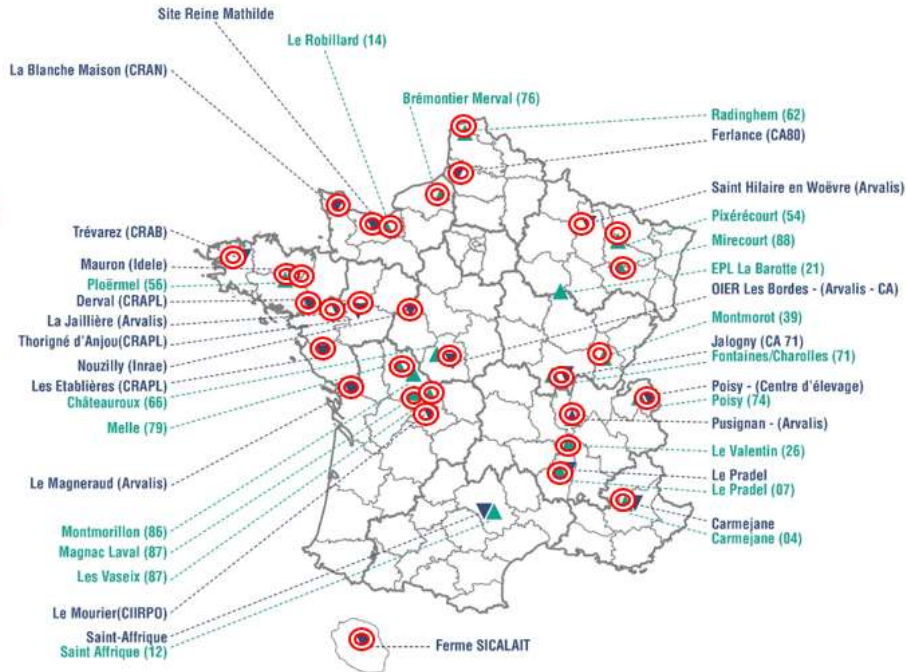 Site Reine Mathilde
Le Robillard (14)
La Blanche Maison (CRAN)
Brémontier Merval (76)
Radinghem (62)
Ferlance (CA80)
Saint Hilaire en Woëvre (Arvalis)
Pixérécourt (54)
Mirecourt (88)
EPL La Barotte (21)
OIER Les Bordes - (Arvalis - CA)
Montmorot (39)
Jalogny (CA 71)
Fontaines/Charolles (71)
Poisy - (Centre d'élevage)
Poisy (74)
Pusignan - (Arvalis)
Le Valentin (26)
Le Pradel
Le Pradel (07)
Carmejane
Carmejane (04)
Trévarez (CRAB)
Mauron (Idele)
Ploërmel (56)
Derval (CRAPL)
La Jaillière (Arvalis)
Thorigné d'Anjou(CRAPL)
Nouzilly (Inrae)
Les Etablières (CRAPL)
Châteauroux (66)
Melle (79)
Le Magneraud (Arvalis)
Montmorillon (86)
Magnac Laval (87)
Les Vaseix (87)
Le Mourier(CIIRPO)
Saint-Affrique
Saint Affrique (12)
Ferme SICALAIT